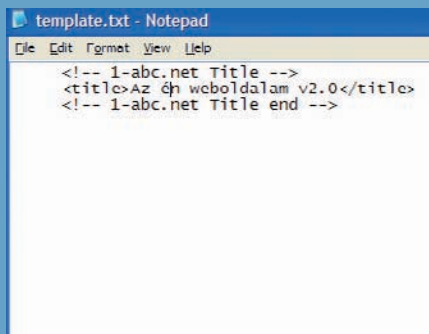 template.txt - Notepad
File Edit Format View Help
<!-- 1-abc.net Title -->
<title>Az én weboldalam v2.0</title>
<!-- 1-abc.net Title end -->